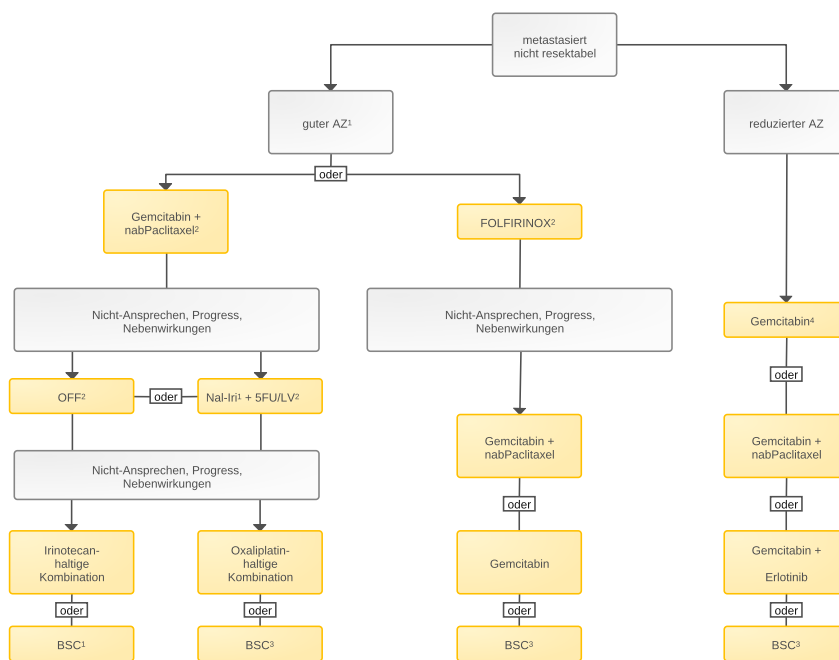 metastasiert
nicht resektabel
guter AZ¹
reduzierter AZ
oder
Gemcitabin +
nabPaclitaxel²
FOLFIRINOX²
Nicht-Ansprechen, Progress,
Nebenwirkungen
Nicht-Ansprechen, Progress,
Nebenwirkungen
Gemcitabin⁴
oder
OFF²
oder
Nal-Iri¹ + 5FU/LV²
Gemcitabin +
nabPaclitaxel
Gemcitabin +
nabPaclitaxel
Nicht-Ansprechen, Progress,
Nebenwirkungen
oder
oder
Irinotecan-
haltige
Kombination
Oxaliplatin-
haltige
Kombination
Gemcitabin
Gemcitabin +
Erlotinib
oder
oder
oder
oder
BSC¹
BSC³
BSC³
BSC³